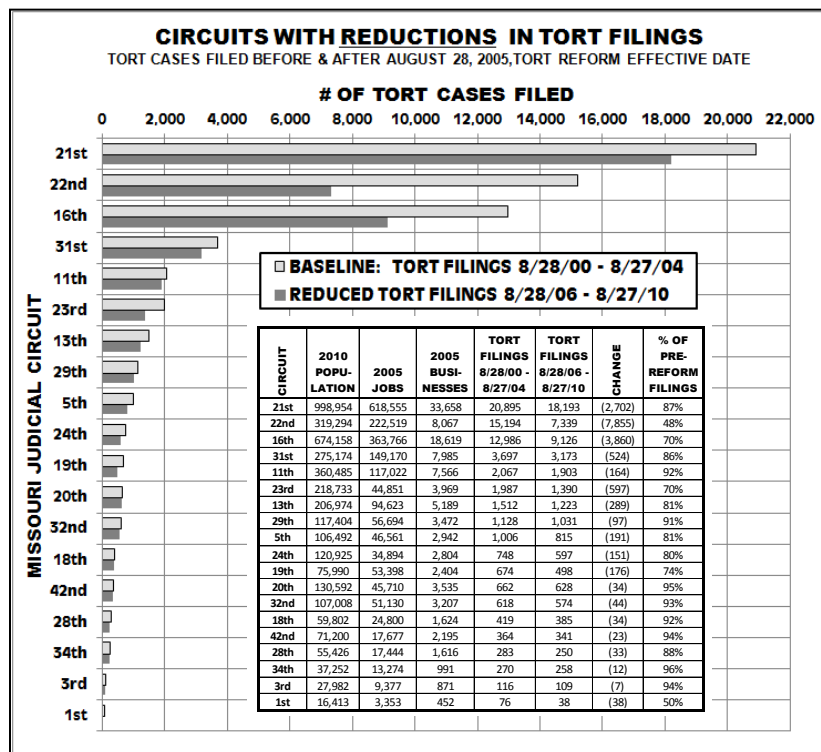 CIRCUITS WITH REDUCTIONS IN TORT FILINGS
TORT CASES FILED BEFORE & AFTER AUGUST 28, 2005,TORT REFORM EFFECTIVE DATE
# OF TORT CASES FILED
0 2,000 4,000 6,000 8,000 10,000 12,000 14,000 16,000 18,000 20,000 22,000
MISSOURI JUDICIAL CIRCUIT
21st
22nd
16th
31st
11th
23rd
13th
29th
5th
24th
19th
20th
32nd
18th
42nd
28th
34th
3rd
1st
BASELINE: TORT FILINGS 8/28/00 - 8/27/04
REDUCED TORT FILINGS 8/28/06 - 8/27/10
CIRCUIT
2010
POPU-
LATION
2005
JOBS
2005
BUSI-
NESSES
TORT
FILINGS
8/28/00 -
8/27/04
TORT
FILINGS
8/28/06 -
8/27/10
CHANGE
% OF
PRE-
REFORM
FILINGS
21st 998,954 618,555 33,658 20,895 18,193 (2,702) 87%
22nd 319,294 222,519 8,067 15,194 7,339 (7,855) 48%
16th 674,158 363,766 18,619 12,986 9,126 (3,860) 70%
31st 275,174 149,170 7,985 3,697 3,173 (524) 86%
11th 360,485 117,022 7,566 2,067 1,903 (164) 92%
23rd 218,733 44,851 3,969 1,987 1,390 (597) 70%
13th 206,974 94,623 5,189 1,512 1,223 (289) 81%
29th 117,404 56,694 3,472 1,128 1,031 (97) 91%
5th 106,492 46,561 2,942 1,006 815 (191) 81%
24th 120,925 34,894 2,804 748 597 (151) 80%
19th 75,990 53,398 2,404 674 498 (176) 74%
20th 130,592 45,710 3,535 662 628 (34) 95%
32nd 107,008 51,130 3,207 618 574 (44) 93%
18th 59,802 24,800 1,624 419 385 (34) 92%
42nd 71,200 17,677 2,195 364 341 (23) 94%
28th 55,426 17,444 1,616 283 250 (33) 88%
34th 37,252 13,274 991 270 258 (12) 96%
3rd 27,982 9,377 871 116 109 (7) 94%
1st 16,413 3,353 452 76 38 (38) 50%